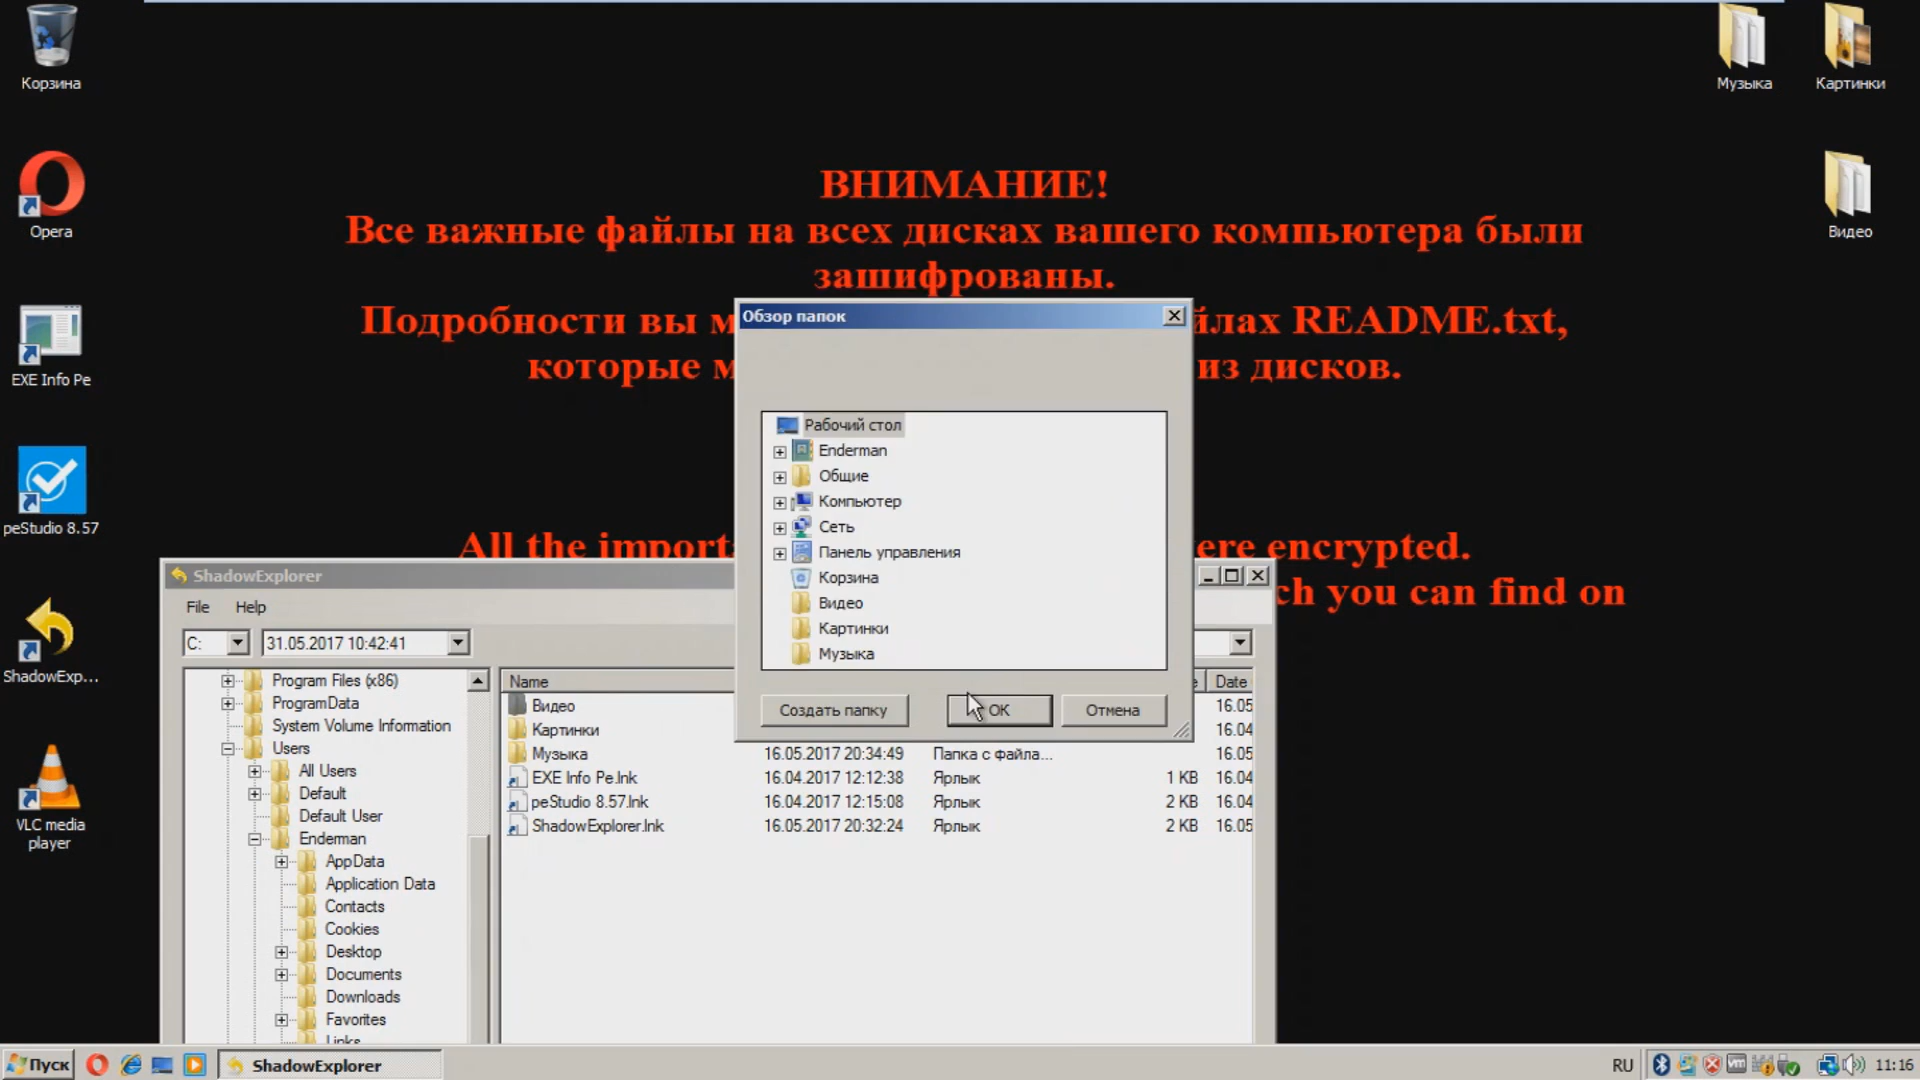 Корзина
Opera
EXE Info Pe
peStudio 8.57
ShadowExp...
VLC media
player
Музыка
Картинки
Видео
ВНИМАНИЕ!
Все важные файлы на всех дисках вашего компьютера были
зашифрованы.
Подробности вы README.txt,
которые из дисков.
All the encrypted.
you can find on
Обзор папок
Рабочий стол
Enderman
Общие
Компьютер
Сеть
Панель управления
Корзина
Видео
Картинки
Музыка
Создать папку
OK
Отмена
ShadowExplorer
File Help
C: 31.05.2017 10:42:41
Program Files (x86)
ProgramData
System Volume Information
Users
All Users
Default
Default User
Enderman
AppData
Application Data
Contacts
Cookies
Desktop
Documents
Downloads
Favorites
Links
Name Date
Видео 16.05
Картинки 16.04
Музыка 16.05.2017 20:34:49 Папка с файла... 16.05
EXE Info Pe.lnk 16.04.2017 12:12:38 Ярлык 1 KB 16.04
peStudio 8.57.lnk 16.04.2017 12:15:08 Ярлык 2 KB 16.04
ShadowExplorer.lnk 16.05.2017 20:32:24 Ярлык 2 KB 16.05
Пуск
ShadowExplorer
RU
11:16